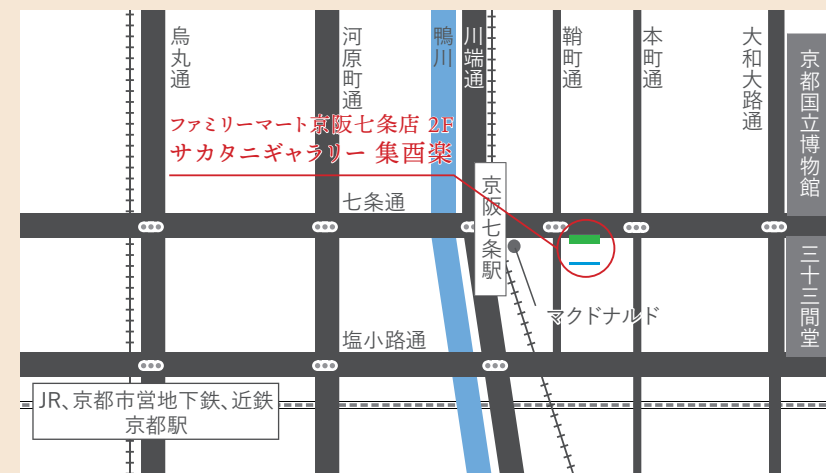 烏丸通
河原町通
鴨川
川端通
鞘町通
本町通
大和大路通
京都国立博物館
ファミリーマート京阪七条店 2F
サカタニギャラリー 集酉楽
七条通
京阪七条駅
三十三間堂
マクドナルド
塩小路通
JR、京都市営地下鉄、近鉄
京都駅